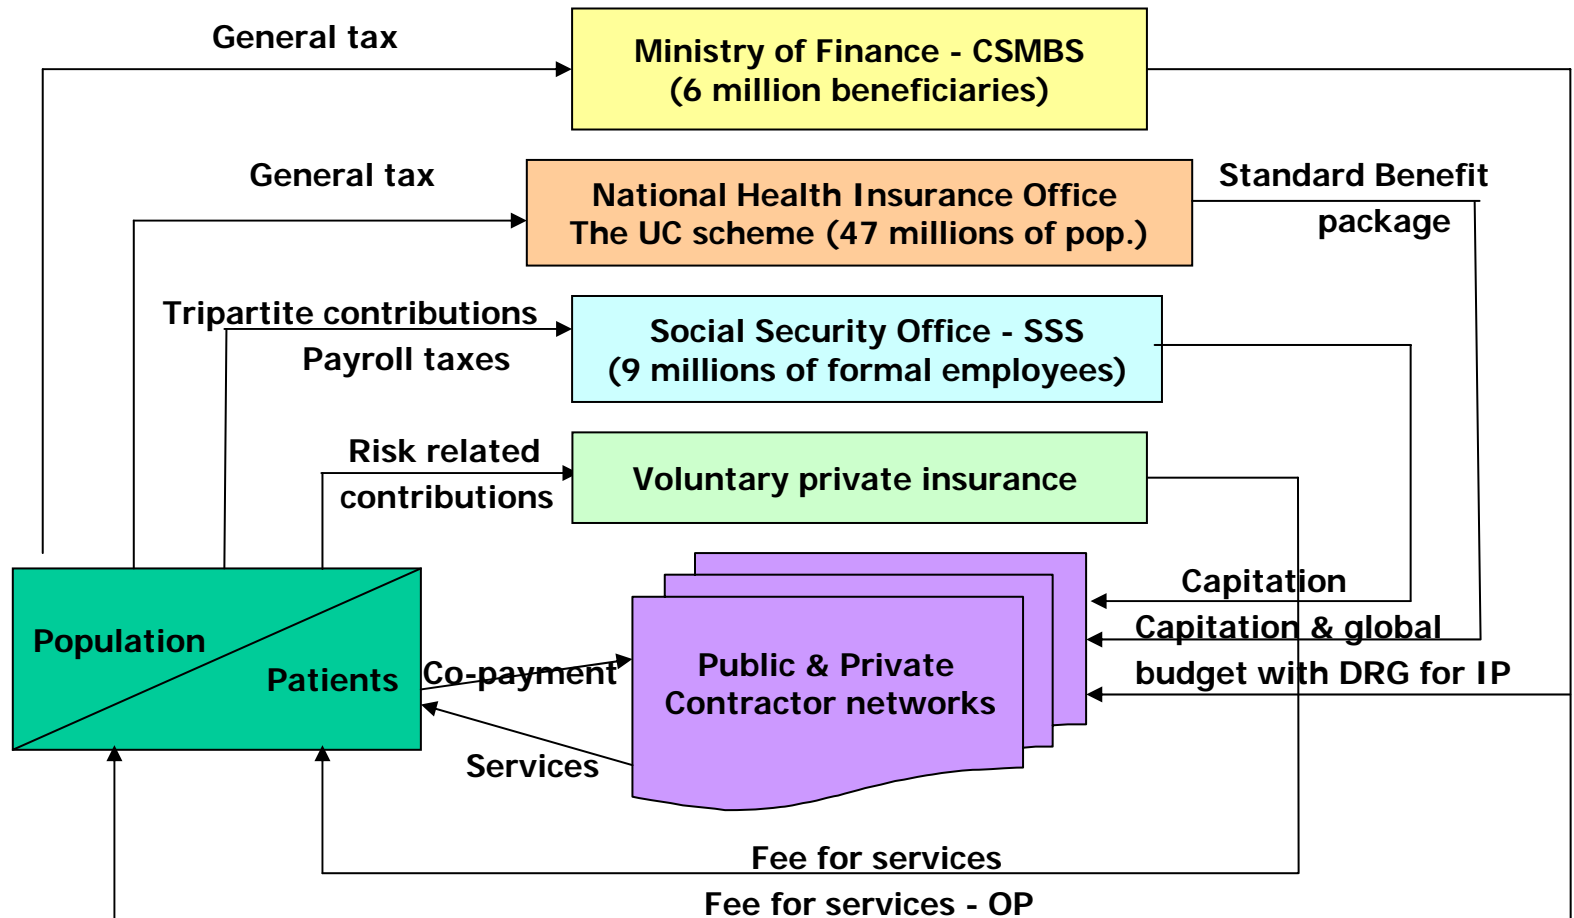 General tax
Ministry of Finance - CSMBS
(6 million beneficiaries)
General tax
National Health Insurance Office
The UC scheme (47 millions of pop.)
Standard Benefit
package
Tripartite contributions
Payroll taxes
Social Security Office - SSS
(9 millions of formal employees)
Risk related
contributions
Voluntary private insurance
Population
Patients
Co-payment
Services
Public & Private
Contractor networks
Capitation
Capitation & global
budget with DRG for IP
Fee for services
Fee for services - OP